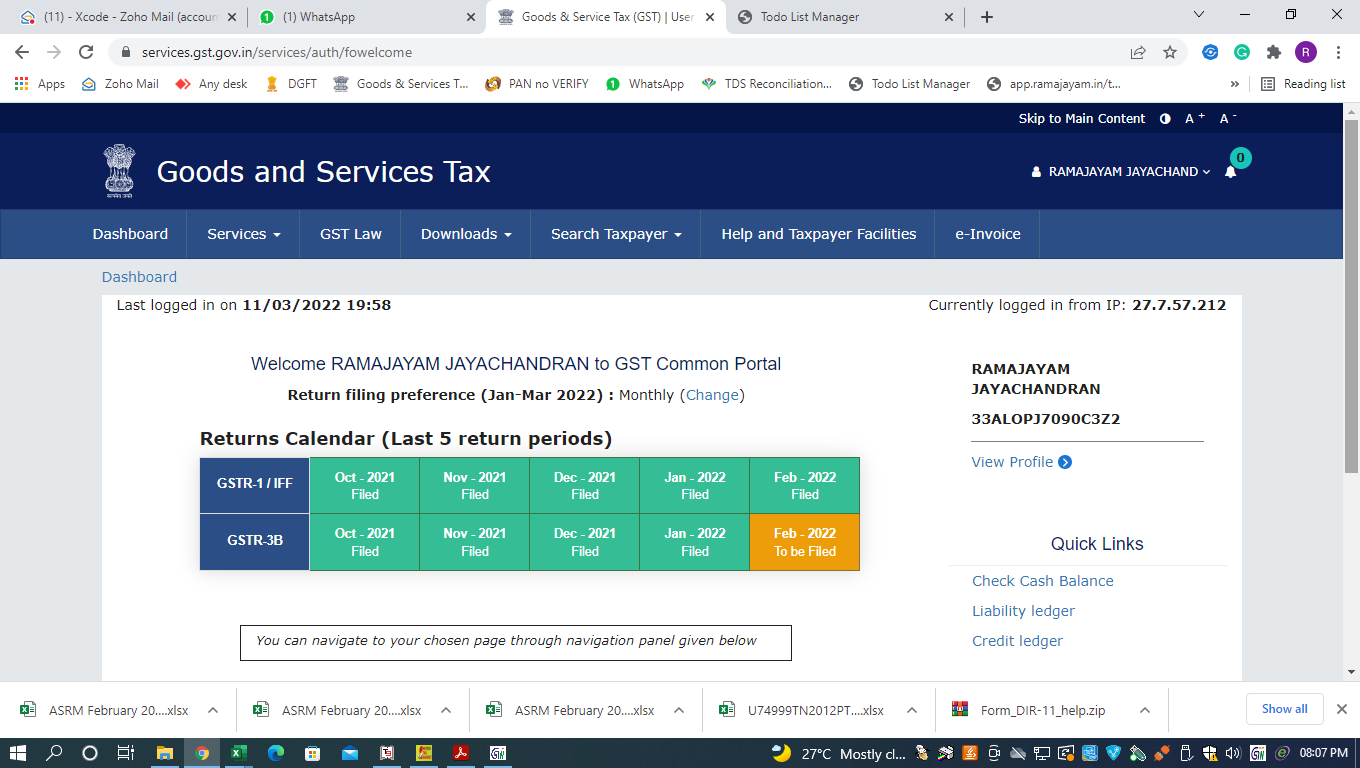 (11) - Xcode - Zoho Mail (accoun
(1) WhatsApp
Goods & Service Tax (GST) | User
Todo List Manager
services.gst.gov.in/services/auth/fowelcome
R
Apps
Zoho Mail
Any desk
DGFT
Goods & Services T...
PAN no VERIFY
WhatsApp
TDS Reconciliation...
Todo List Manager
app.ramajayam.in/t...
»
Reading list
Skip to Main Content
A +
A -
Goods and Services Tax
RAMAJAYAM JAYACHAND
0
Dashboard
Services
GST Law
Downloads
Search Taxpayer
Help and Taxpayer Facilities
e-Invoice
Dashboard
Last logged in on 11/03/2022 19:58
Currently logged in from IP: 27.7.57.212
Welcome RAMAJAYAM JAYACHANDRAN to GST Common Portal
Return filing preference (Jan-Mar 2022) : Monthly (Change)
RAMAJAYAM
JAYACHANDRAN
33ALOPJ7090C3Z2
View Profile
Returns Calendar (Last 5 return periods)
GSTR-1 / IFF
Oct - 2021
Filed
Nov - 2021
Filed
Dec - 2021
Filed
Jan - 2022
Filed
Feb - 2022
Filed
GSTR-3B
Oct - 2021
Filed
Nov - 2021
Filed
Dec - 2021
Filed
Jan - 2022
Filed
Feb - 2022
To be Filed
Quick Links
Check Cash Balance
Liability ledger
Credit ledger
You can navigate to your chosen page through navigation panel given below
ASRM February 20....xlsx
ASRM February 20....xlsx
ASRM February 20....xlsx
U74999TN2012PT....xlsx
Form_DIR-11_help.zip
Show all
27°C Mostly cl...
08:07 PM